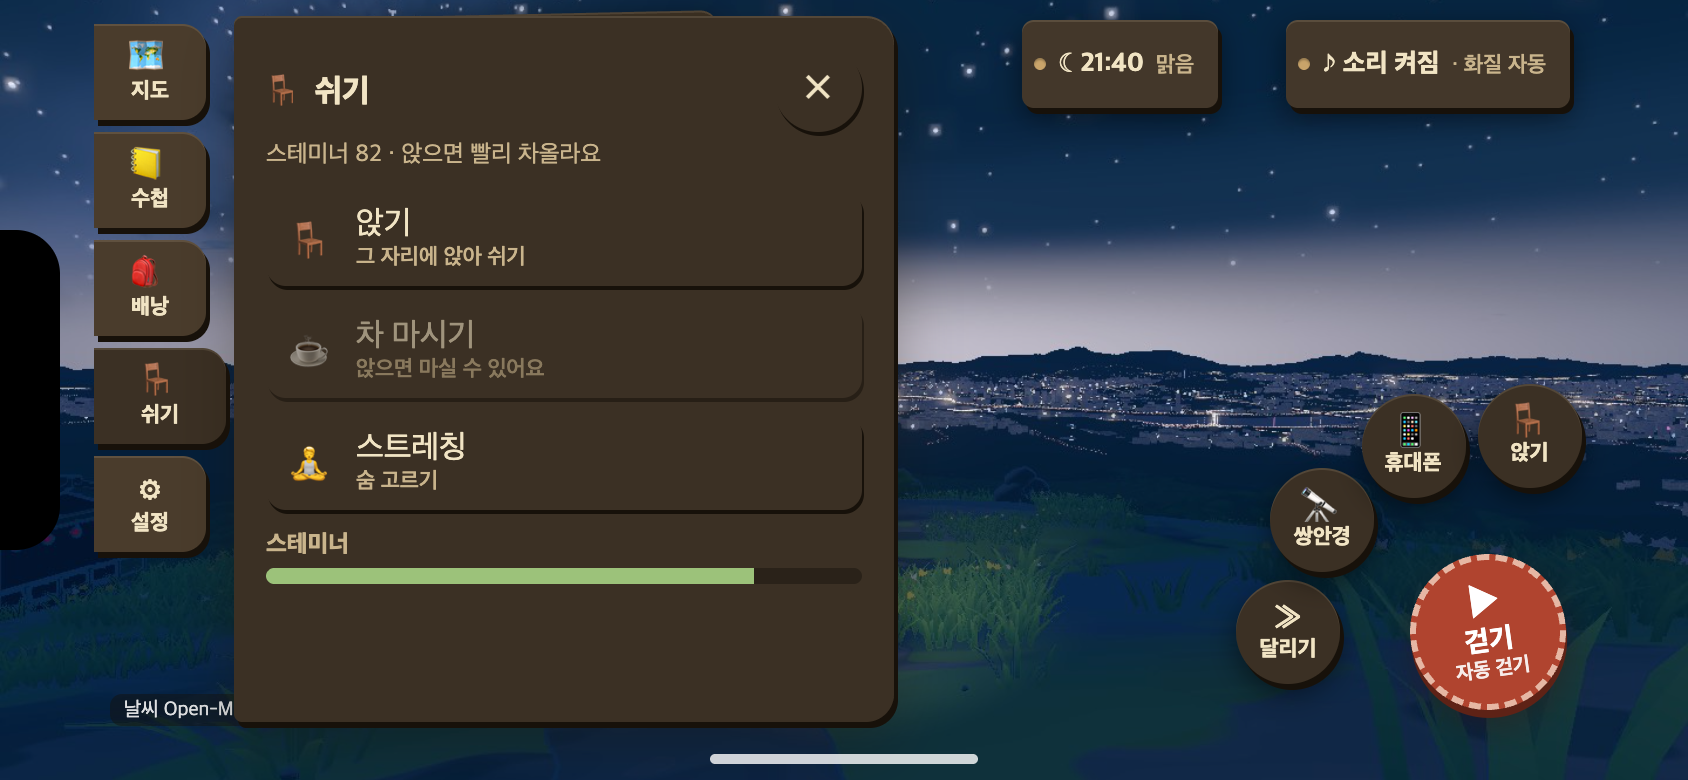 지도
수첩
배낭
쉬기
설정
쉬기
스테미너 82 · 앉으면 빨리 차올라요
앉기
그 자리에 앉아 쉬기
차 마시기
앉으면 마실 수 있어요
스트레칭
숨 고르기
스테미너
날씨 Open-M
21:40 맑음
소리 켜짐 · 화질 자동
휴대폰
앉기
쌍안경
달리기
걷기
자동 걷기